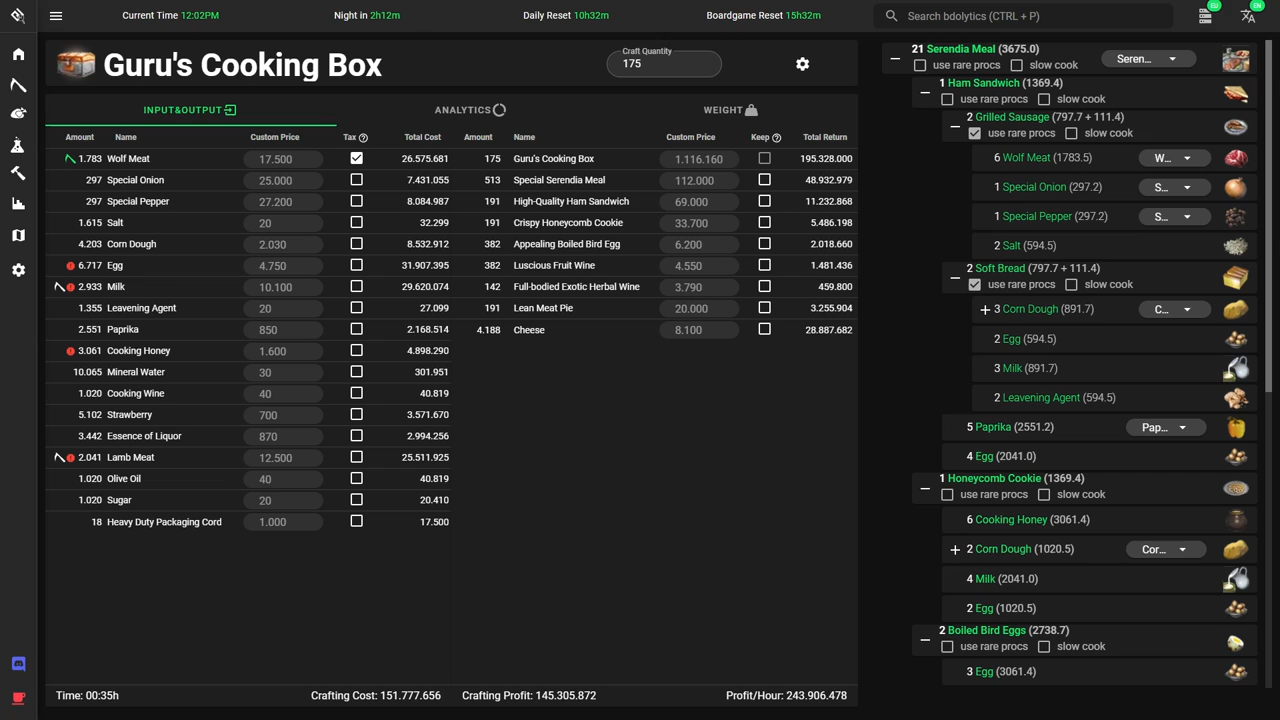 Current Time 12:02PM
Night in 2h12m
Daily Reset 10h32m
Boardgame Reset 15h32m
Search bdolytics (CTRL + P)
EU
EN
Guru's Cooking Box
Craft Quantity
175
INPUT&OUTPUT
ANALYTICS
WEIGHT
Amount Name Custom Price Tax Total Cost
1.783 Wolf Meat 17.500 26.575.681
297 Special Onion 25.000 7.431.055
297 Special Pepper 27.200 8.084.987
1.615 Salt 20 32.299
4.203 Corn Dough 2.030 8.532.912
6.717 Egg 4.750 31.907.395
2.933 Milk 10.100 29.620.074
1.355 Leavening Agent 20 27.099
2.551 Paprika 850 2.168.514
3.061 Cooking Honey 1.600 4.898.290
10.065 Mineral Water 30 301.951
1.020 Cooking Wine 40 40.819
5.102 Strawberry 700 3.571.670
3.442 Essence of Liquor 870 2.994.256
2.041 Lamb Meat 12.500 25.511.925
1.020 Olive Oil 40 40.819
1.020 Sugar 20 20.410
18 Heavy Duty Packaging Cord 1.000 17.500
Amount Name Custom Price Keep Total Return
175 Guru's Cooking Box 1.116.160 195.328.000
513 Special Serendia Meal 112.000 48.932.979
191 High-Quality Ham Sandwich 69.000 11.232.868
191 Crispy Honeycomb Cookie 33.700 5.486.198
382 Appealing Boiled Bird Egg 6.200 2.018.660
382 Luscious Fruit Wine 4.550 1.481.436
142 Full-bodied Exotic Herbal Wine 3.790 459.800
191 Lean Meat Pie 20.000 3.255.904
4.188 Cheese 8.100 28.887.682
Time: 00:35h
Crafting Cost: 151.777.656
Crafting Profit: 145.305.872
Profit/Hour: 243.906.478
21 Serendia Meal (3675.0)
use rare procs slow cook
Seren...
1 Ham Sandwich (1369.4)
use rare procs slow cook
2 Grilled Sausage (797.7 + 111.4)
use rare procs slow cook
6 Wolf Meat (1783.5) W...
1 Special Onion (297.2) S...
1 Special Pepper (297.2) S...
2 Salt (594.5)
2 Soft Bread (797.7 + 111.4)
use rare procs slow cook
3 Corn Dough (891.7) C...
2 Egg (594.5)
3 Milk (891.7)
2 Leavening Agent (594.5)
5 Paprika (2551.2) Pap...
4 Egg (2041.0)
1 Honeycomb Cookie (1369.4)
use rare procs slow cook
6 Cooking Honey (3061.4)
2 Corn Dough (1020.5) Cor...
4 Milk (2041.0)
2 Egg (1020.5)
2 Boiled Bird Eggs (2738.7)
use rare procs slow cook
3 Egg (3061.4)